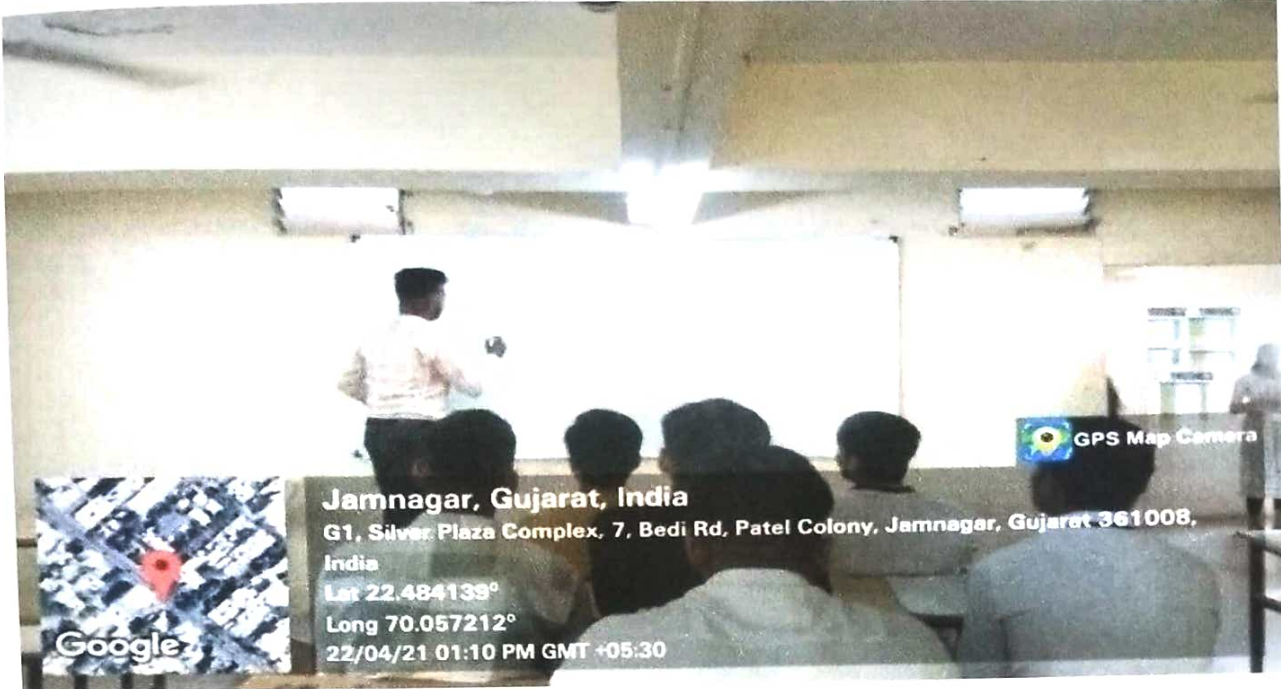 GPS Map Camera
Jamnagar, Gujarat, India
G1, Silver Plaza Complex, 7, Bedi Rd, Patel Colony, Jamnagar, Gujarat 361008,
India
Lat 22.484139°
Long 70.057212°
22/04/21 01:10 PM GMT +05:30
Google